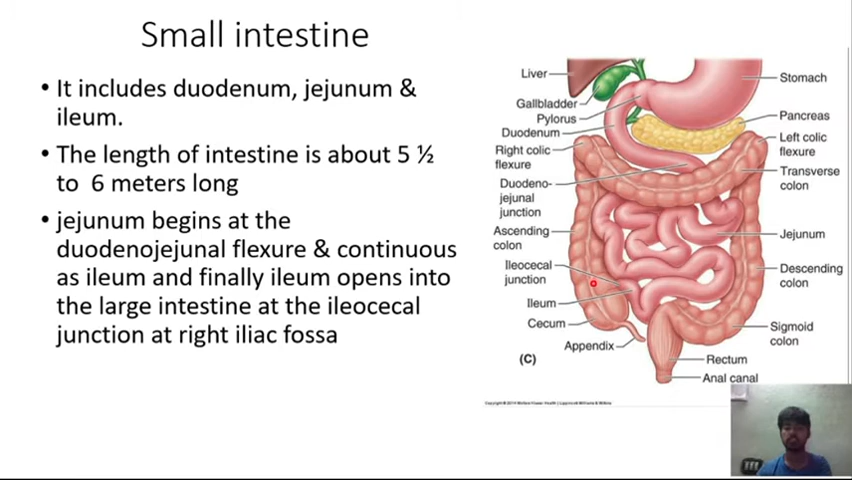 Small intestine
• It includes duodenum, jejunum &
ileum.
• The length of intestine is about 5 ½
to 6 meters long
• jejunum begins at the
duodenojejunal flexure & continuous
as ileum and finally ileum opens into
the large intestine at the ileocecal
junction at right iliac fossa
Liver
Gallbladder
Pylorus
Duodenum
Right colic
flexure
Duodeno-
jejunal
junction
Ascending
colon
Ileocecal
junction
Ileum
Cecum
Appendix
(C)
Stomach
Pancreas
Left colic
flexure
Transverse
colon
Jejunum
Descending
colon
Sigmoid
colon
Rectum
Anal canal